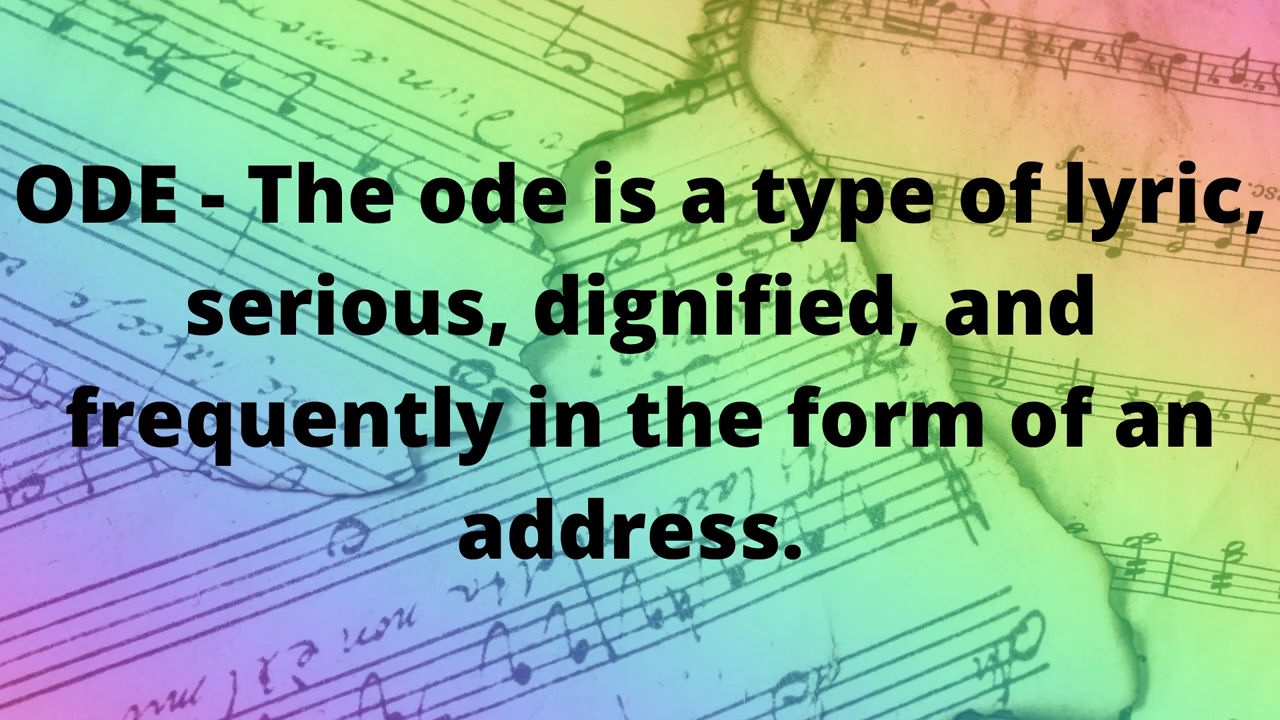 ODE - The ode is a type of lyric,
serious, dignified, and
frequently in the form of an
address.